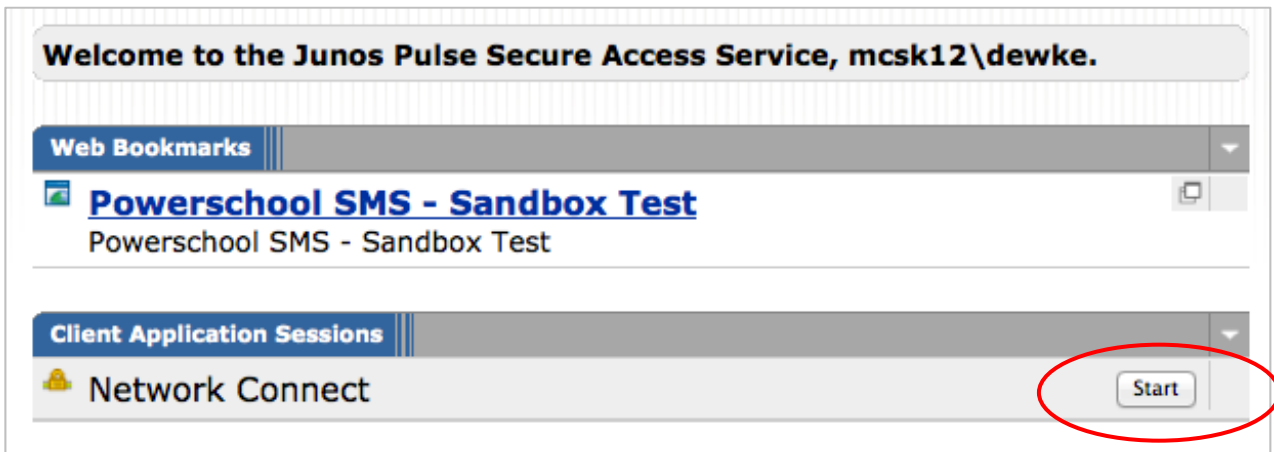 Welcome to the Junos Pulse Secure Access Service, mcsk12\dewke.
Web Bookmarks
Powerschool SMS - Sandbox Test
Powerschool SMS - Sandbox Test
Client Application Sessions
Network Connect Start